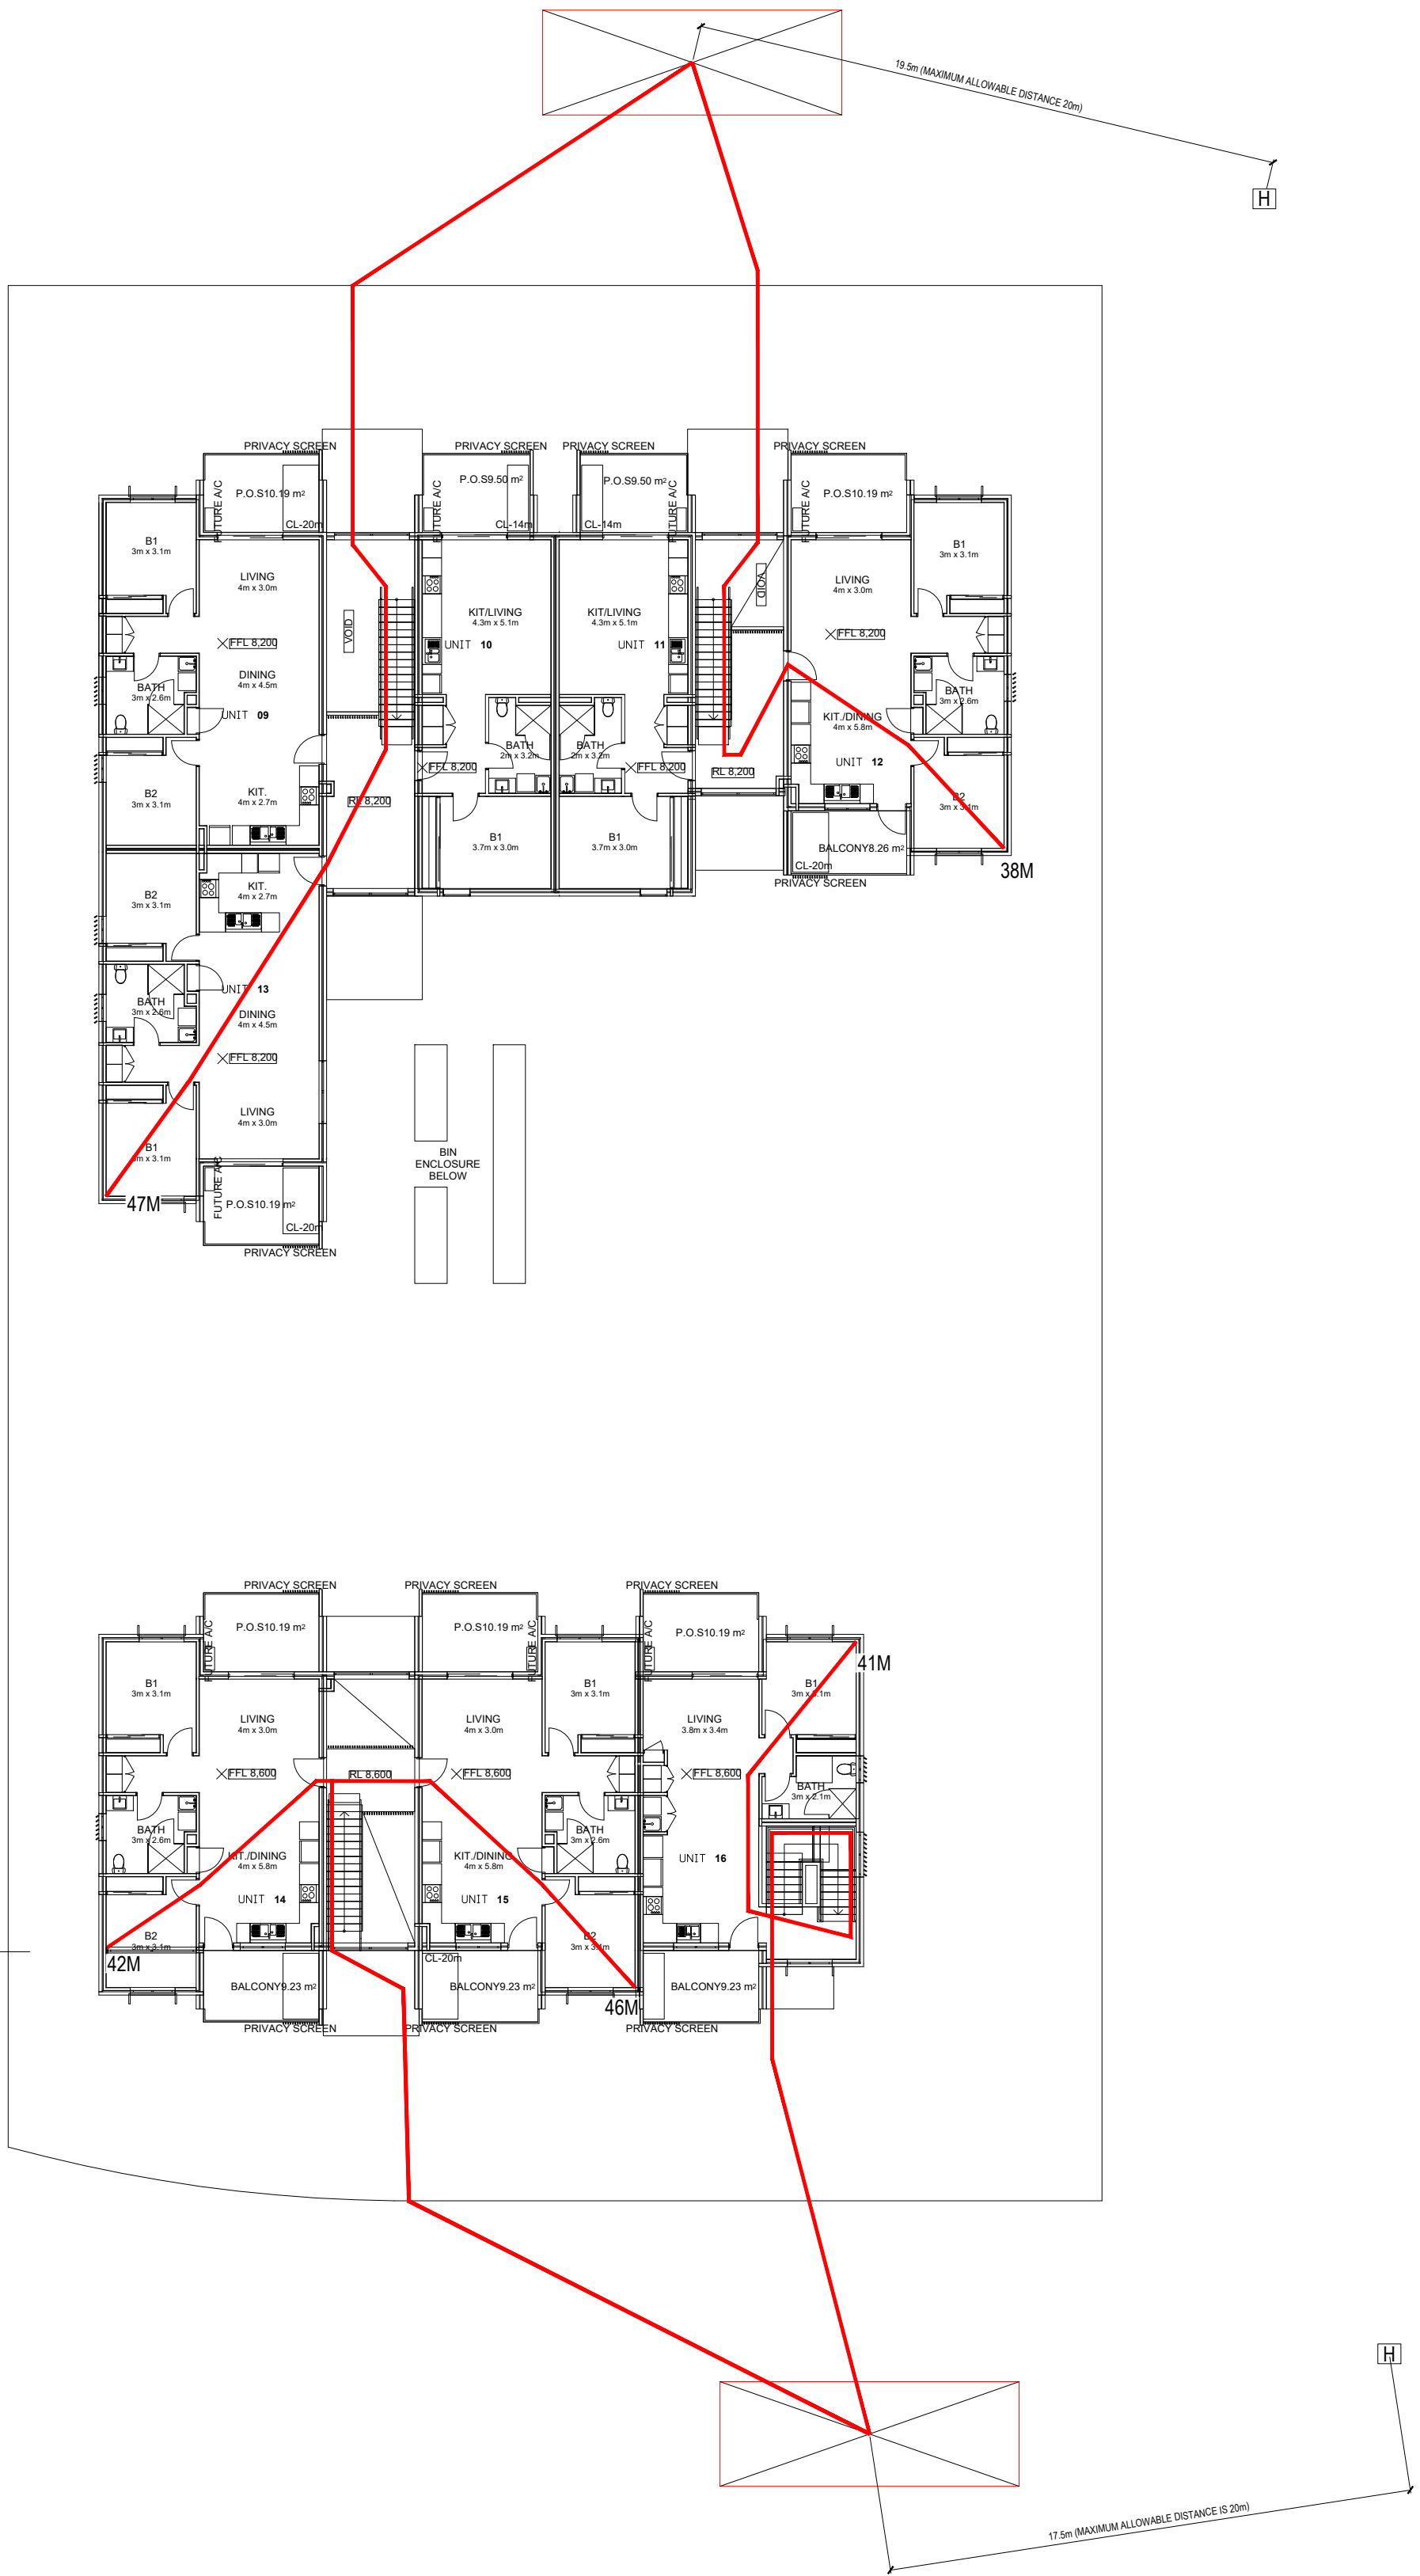 19.5m (MAXIMUM ALLOWABLE DISTANCE 20m)
H
PRIVACY SCREEN
PRIVACY SCREEN
PRIVACY SCREEN
PRIVACY SCREEN
FUTURE A/C
P.O.S10.19 m²
CL-20m
FUTURE A/C
P.O.S9.50 m²
CL-14m
P.O.S9.50 m²
CL-14m
FUTURE A/C
FUTURE A/C
P.O.S10.19 m²
B1
3m x 3.1m
LIVING
4m x 3.0m
VOID
KIT/LIVING
4.3m x 5.1m
UNIT 10
KIT/LIVING
4.3m x 5.1m
UNIT 11
VOID
LIVING
4m x 3.0m
B1
3m x 3.1m
FFL 8,200
FFL 8,200
DINING
4m x 4.5m
BATH
3m x 2.6m
UNIT 09
BATH
3m x 2.6m
KIT./DINING
4m x 5.8m
BATH
2m x 3.2m
BATH
2m x 3.2m
UNIT 12
FFL 8,200
FFL 8,200
RL 8,200
B2
3m x 3.1m
KIT.
4m x 2.7m
RL 8,200
B2
3m x 3.1m
B1
3.7m x 3.0m
B1
3.7m x 3.0m
BALCONY8.26 m²
CL-20m
PRIVACY SCREEN
38M
B2
3m x 3.1m
KIT.
4m x 2.7m
UNIT 13
BATH
3m x 2.6m
DINING
4m x 4.5m
FFL 8,200
LIVING
4m x 3.0m
B1
3m x 3.1m
BIN
ENCLOSURE
BELOW
47M
FUTURE A/C
P.O.S10.19 m²
CL-20m
PRIVACY SCREEN
PRIVACY SCREEN
PRIVACY SCREEN
PRIVACY SCREEN
FUTURE A/C
P.O.S10.19 m²
P.O.S10.19 m²
FUTURE A/C
FUTURE A/C
P.O.S10.19 m²
41M
B1
3m x 3.1m
B1
3m x 3.1m
B1
3m x 3.1m
LIVING
4m x 3.0m
LIVING
4m x 3.0m
LIVING
3.8m x 3.4m
FFL 8,600
RL 8,600
FFL 8,600
FFL 8,600
BATH
3m x 2.1m
BATH
3m x 2.6m
BATH
3m x 2.6m
KIT./DINING
4m x 5.8m
KIT./DINING
4m x 5.8m
UNIT 16
UNIT 14
UNIT 15
B2
3m x 3.1m
B2
3m x 3.1m
42M
CL-20m
BALCONY9.23 m²
BALCONY9.23 m²
BALCONY9.23 m²
46M
PRIVACY SCREEN
PRIVACY SCREEN
PRIVACY SCREEN
H
17.5m (MAXIMUM ALLOWABLE DISTANCE IS 20m)